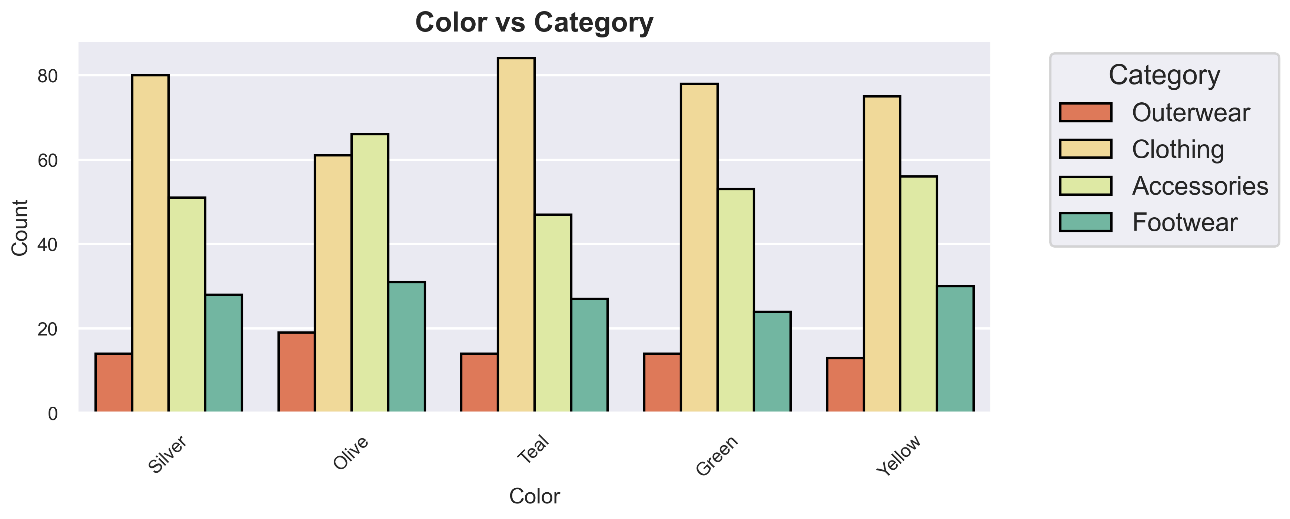 Color vs Category
Count
80
60
40
20
0
Silver
Olive
Teal
Green
Yellow
Color
Category
Outerwear
Clothing
Accessories
Footwear